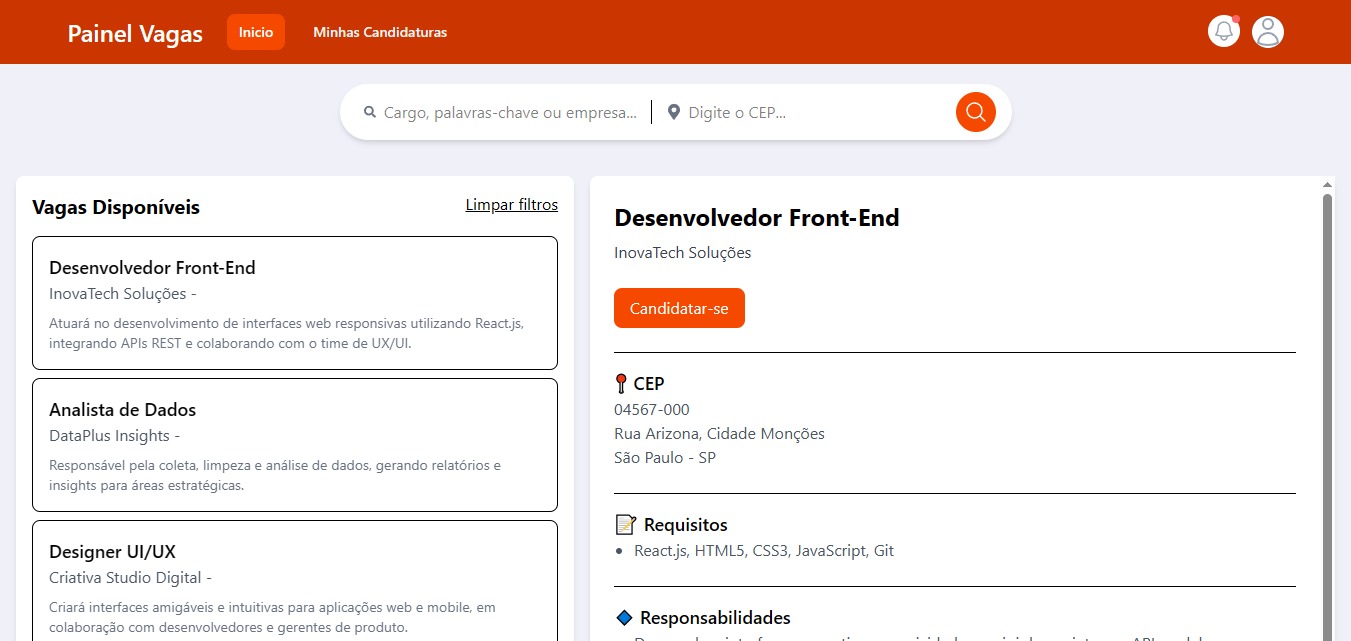 Painel Vagas
Inicio
Minhas Candidaturas
Cargo, palavras-chave ou empresa...
Digite o CEP...
Vagas Disponíveis
Limpar filtros
Desenvolvedor Front-End
InovaTech Soluções -
Atuará no desenvolvimento de interfaces web responsivas utilizando React.js,
integrando APIs REST e colaborando com o time de UX/UI.
Analista de Dados
DataPlus Insights -
Responsável pela coleta, limpeza e análise de dados, gerando relatórios e
insights para áreas estratégicas.
Designer UI/UX
Criativa Studio Digital -
Criará interfaces amigáveis e intuitivas para aplicações web e mobile, em
colaboração com desenvolvedores e gerentes de produto.
Desenvolvedor Front-End
InovaTech Soluções
Candidatar-se
CEP
04567-000
Rua Arizona, Cidade Monções
São Paulo - SP
Requisitos
• React.js, HTML5, CSS3, JavaScript, Git
Responsabilidades